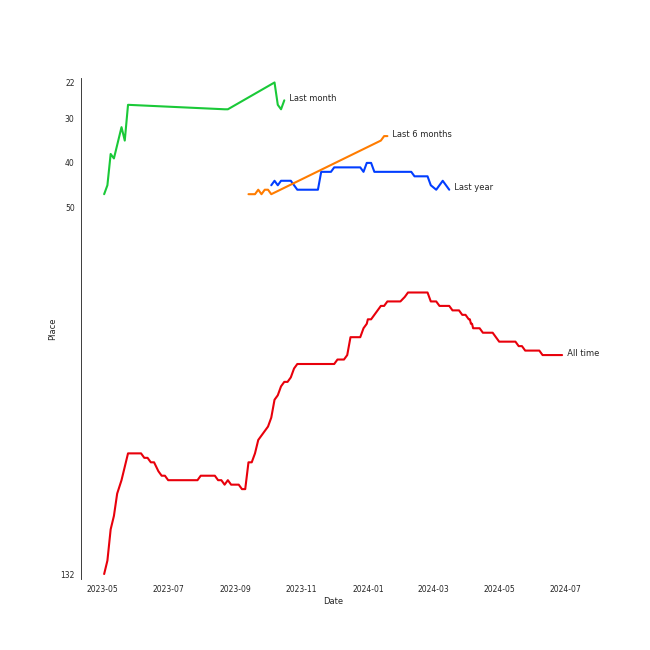 22
Last month
30
Last 6 months
40
Last year
50
Place
All time
132
2023-05 2023-07 2023-09 2023-11 2024-01 2024-03 2024-05 2024-07
Date